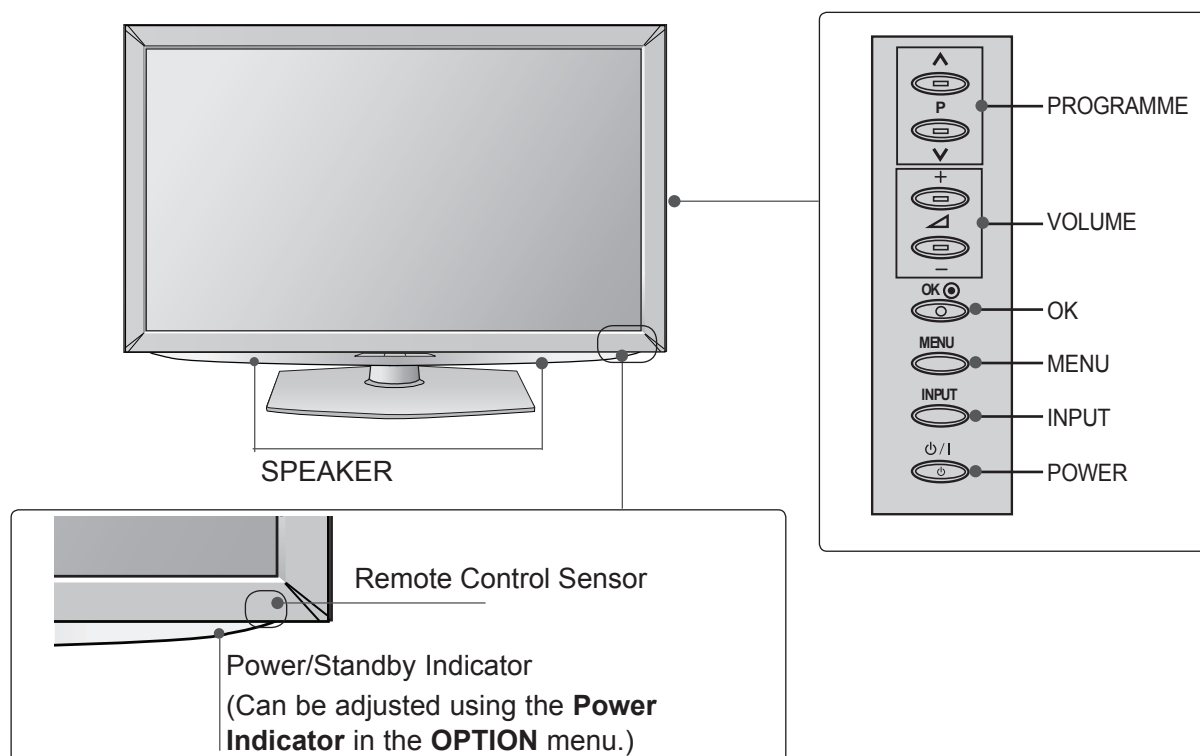 SPEAKER
Remote Control Sensor
Power/Standby Indicator
(Can be adjusted using the Power
Indicator in the OPTION menu.)
P
+
-
OK
MENU
INPUT
/ I
PROGRAMME
VOLUME
OK
MENU
INPUT
POWER